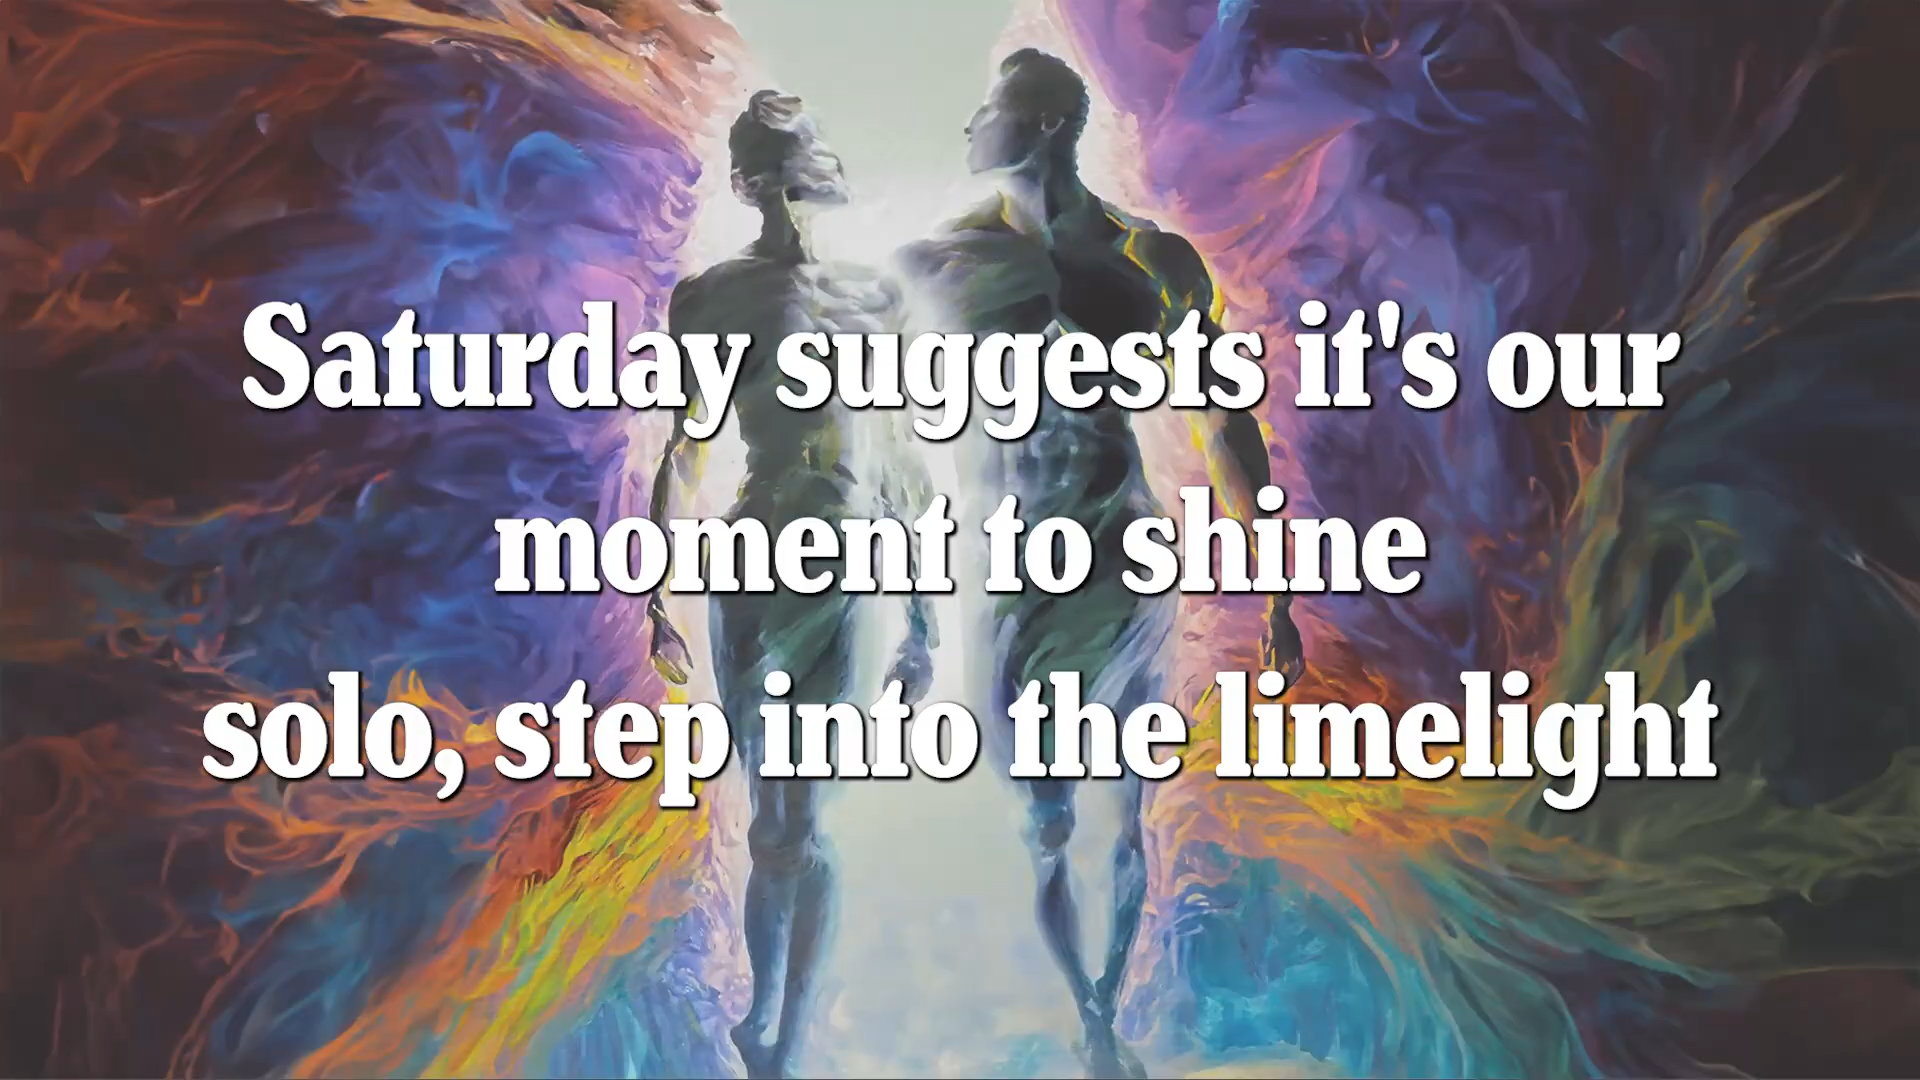 Saturday suggests it's our
moment to shine
solo, step into the limelight